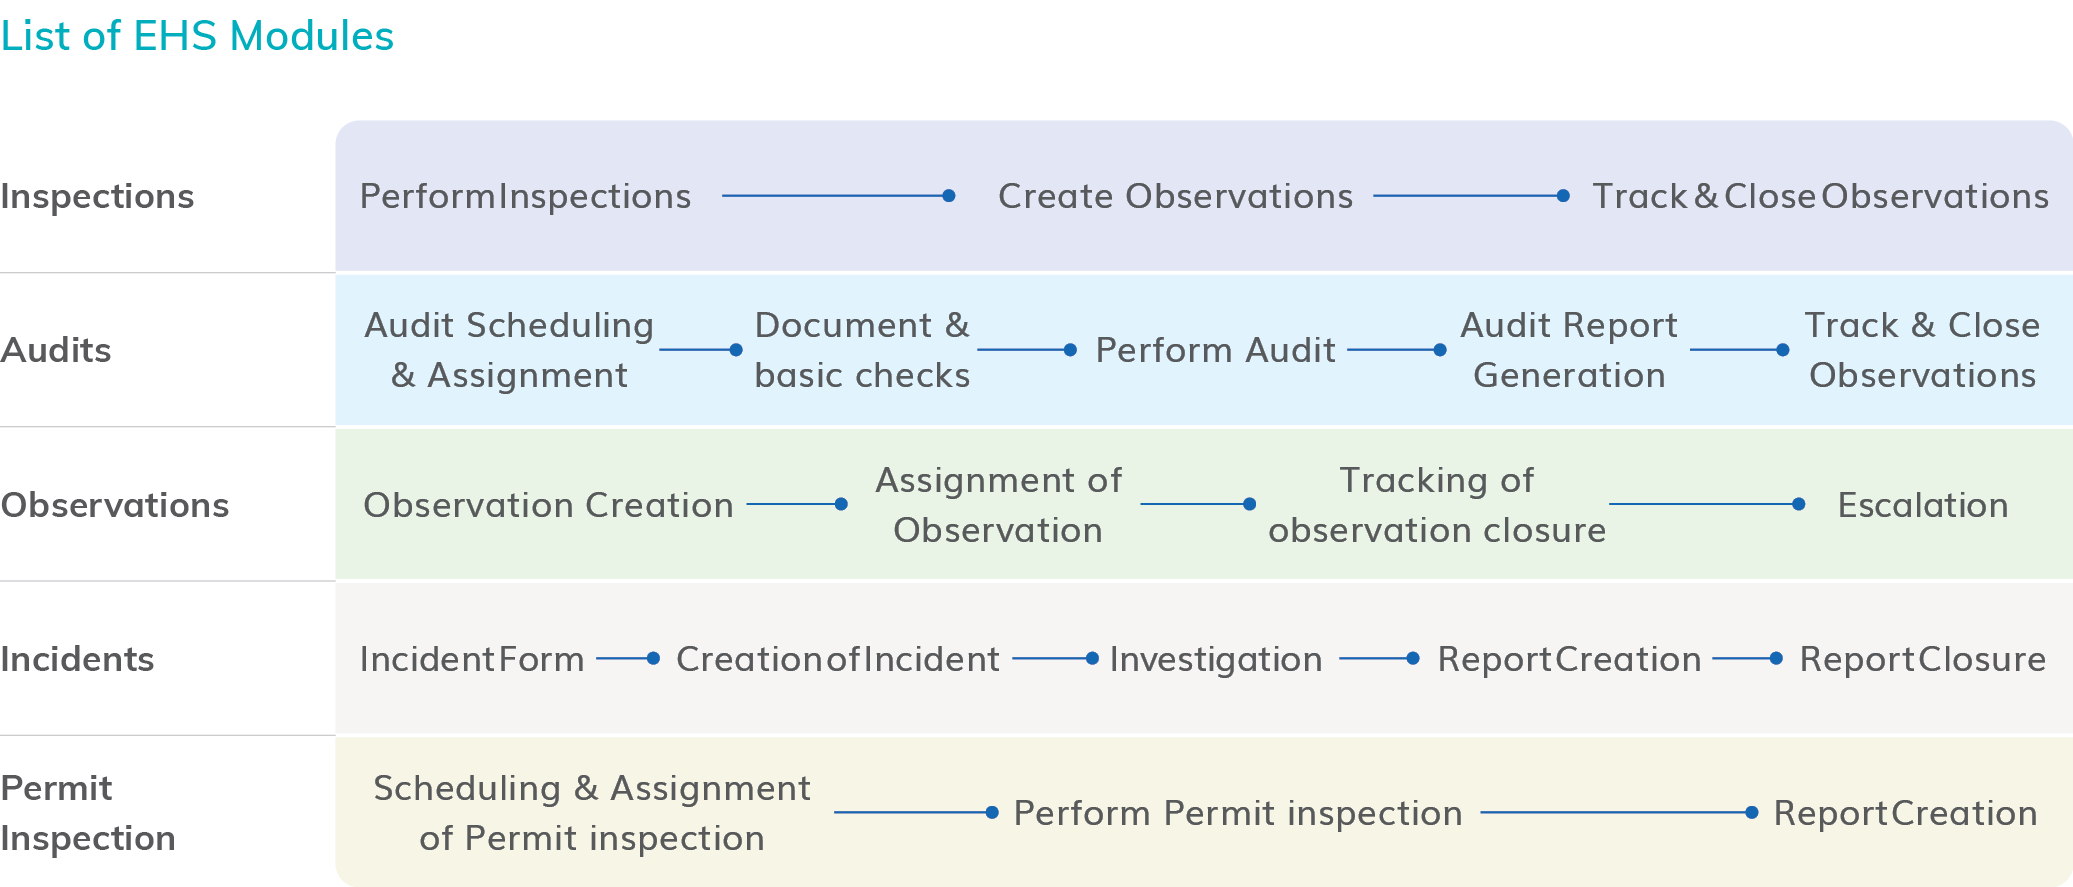 List of EHS Modules
Inspections
Perform Inspections
Create Observations
Track & Close Observations
Audits
Audit Scheduling
& Assignment
Document &
basic checks
Perform Audit
Audit Report
Generation
Track & Close
Observations
Observations
Observation Creation
Assignment of
Observation
Tracking of
observation closure
Escalation
Incidents
Incident Form
Creation of Incident
Investigation
Report Creation
Report Closure
Permit
Inspection
Scheduling & Assignment
of Permit inspection
Perform Permit inspection
Report Creation